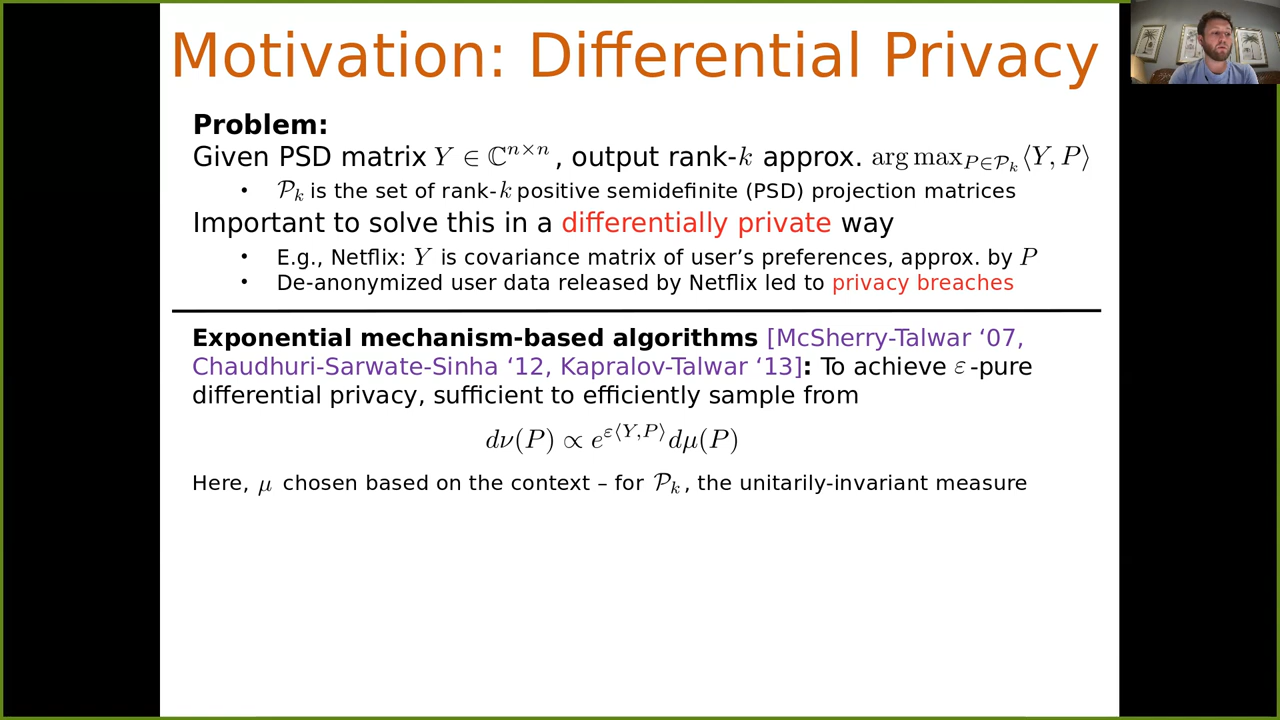 Motivation: Differential Privacy
Problem:
Given PSD matrix Y ∈ ℂ^{n×n}, output rank-k approx. arg max_{P∈𝒫_k}⟨Y, P⟩
• 𝒫_k is the set of rank-k positive semidefinite (PSD) projection matrices
Important to solve this in a differentially private way
• E.g., Netflix: Y is covariance matrix of user’s preferences, approx. by P
• De-anonymized user data released by Netflix led to privacy breaches
Exponential mechanism-based algorithms [McSherry-Talwar ‘07,
Chaudhuri-Sarwate-Sinha ‘12, Kapralov-Talwar ‘13]: To achieve ε-pure
differential privacy, sufficient to efficiently sample from
dν(P) ∝ e^{ε⟨Y,P⟩}dμ(P)
Here, μ chosen based on the context – for 𝒫_k, the unitarily-invariant measure